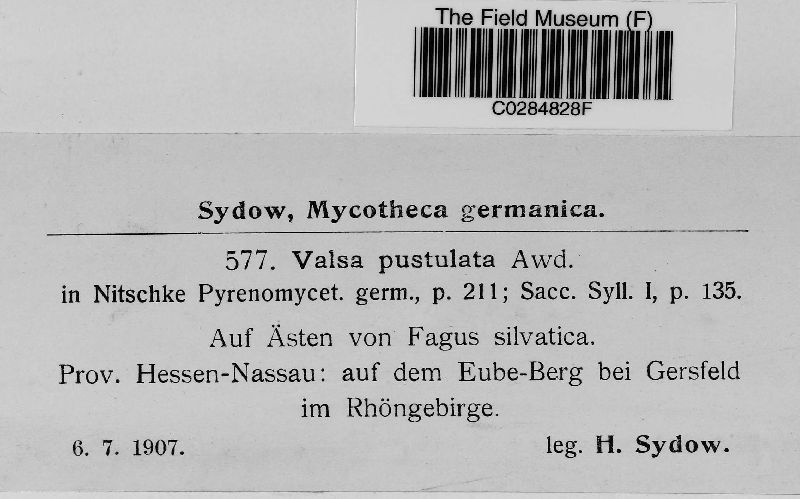 The Field Museum (F)
C0284828F
Sydow, Mycotheca germanica.
577. Valsa pustulata Awd.
in Nitschke Pyrenomycet. germ., p. 211; Sacc. Syll. I, p. 135.
Auf Ästen von Fagus silvatica.
Prov. Hessen-Nassau: auf dem Eube-Berg bei Gersfeld
im Rhöngebirge.
6. 7. 1907. leg. H. Sydow.